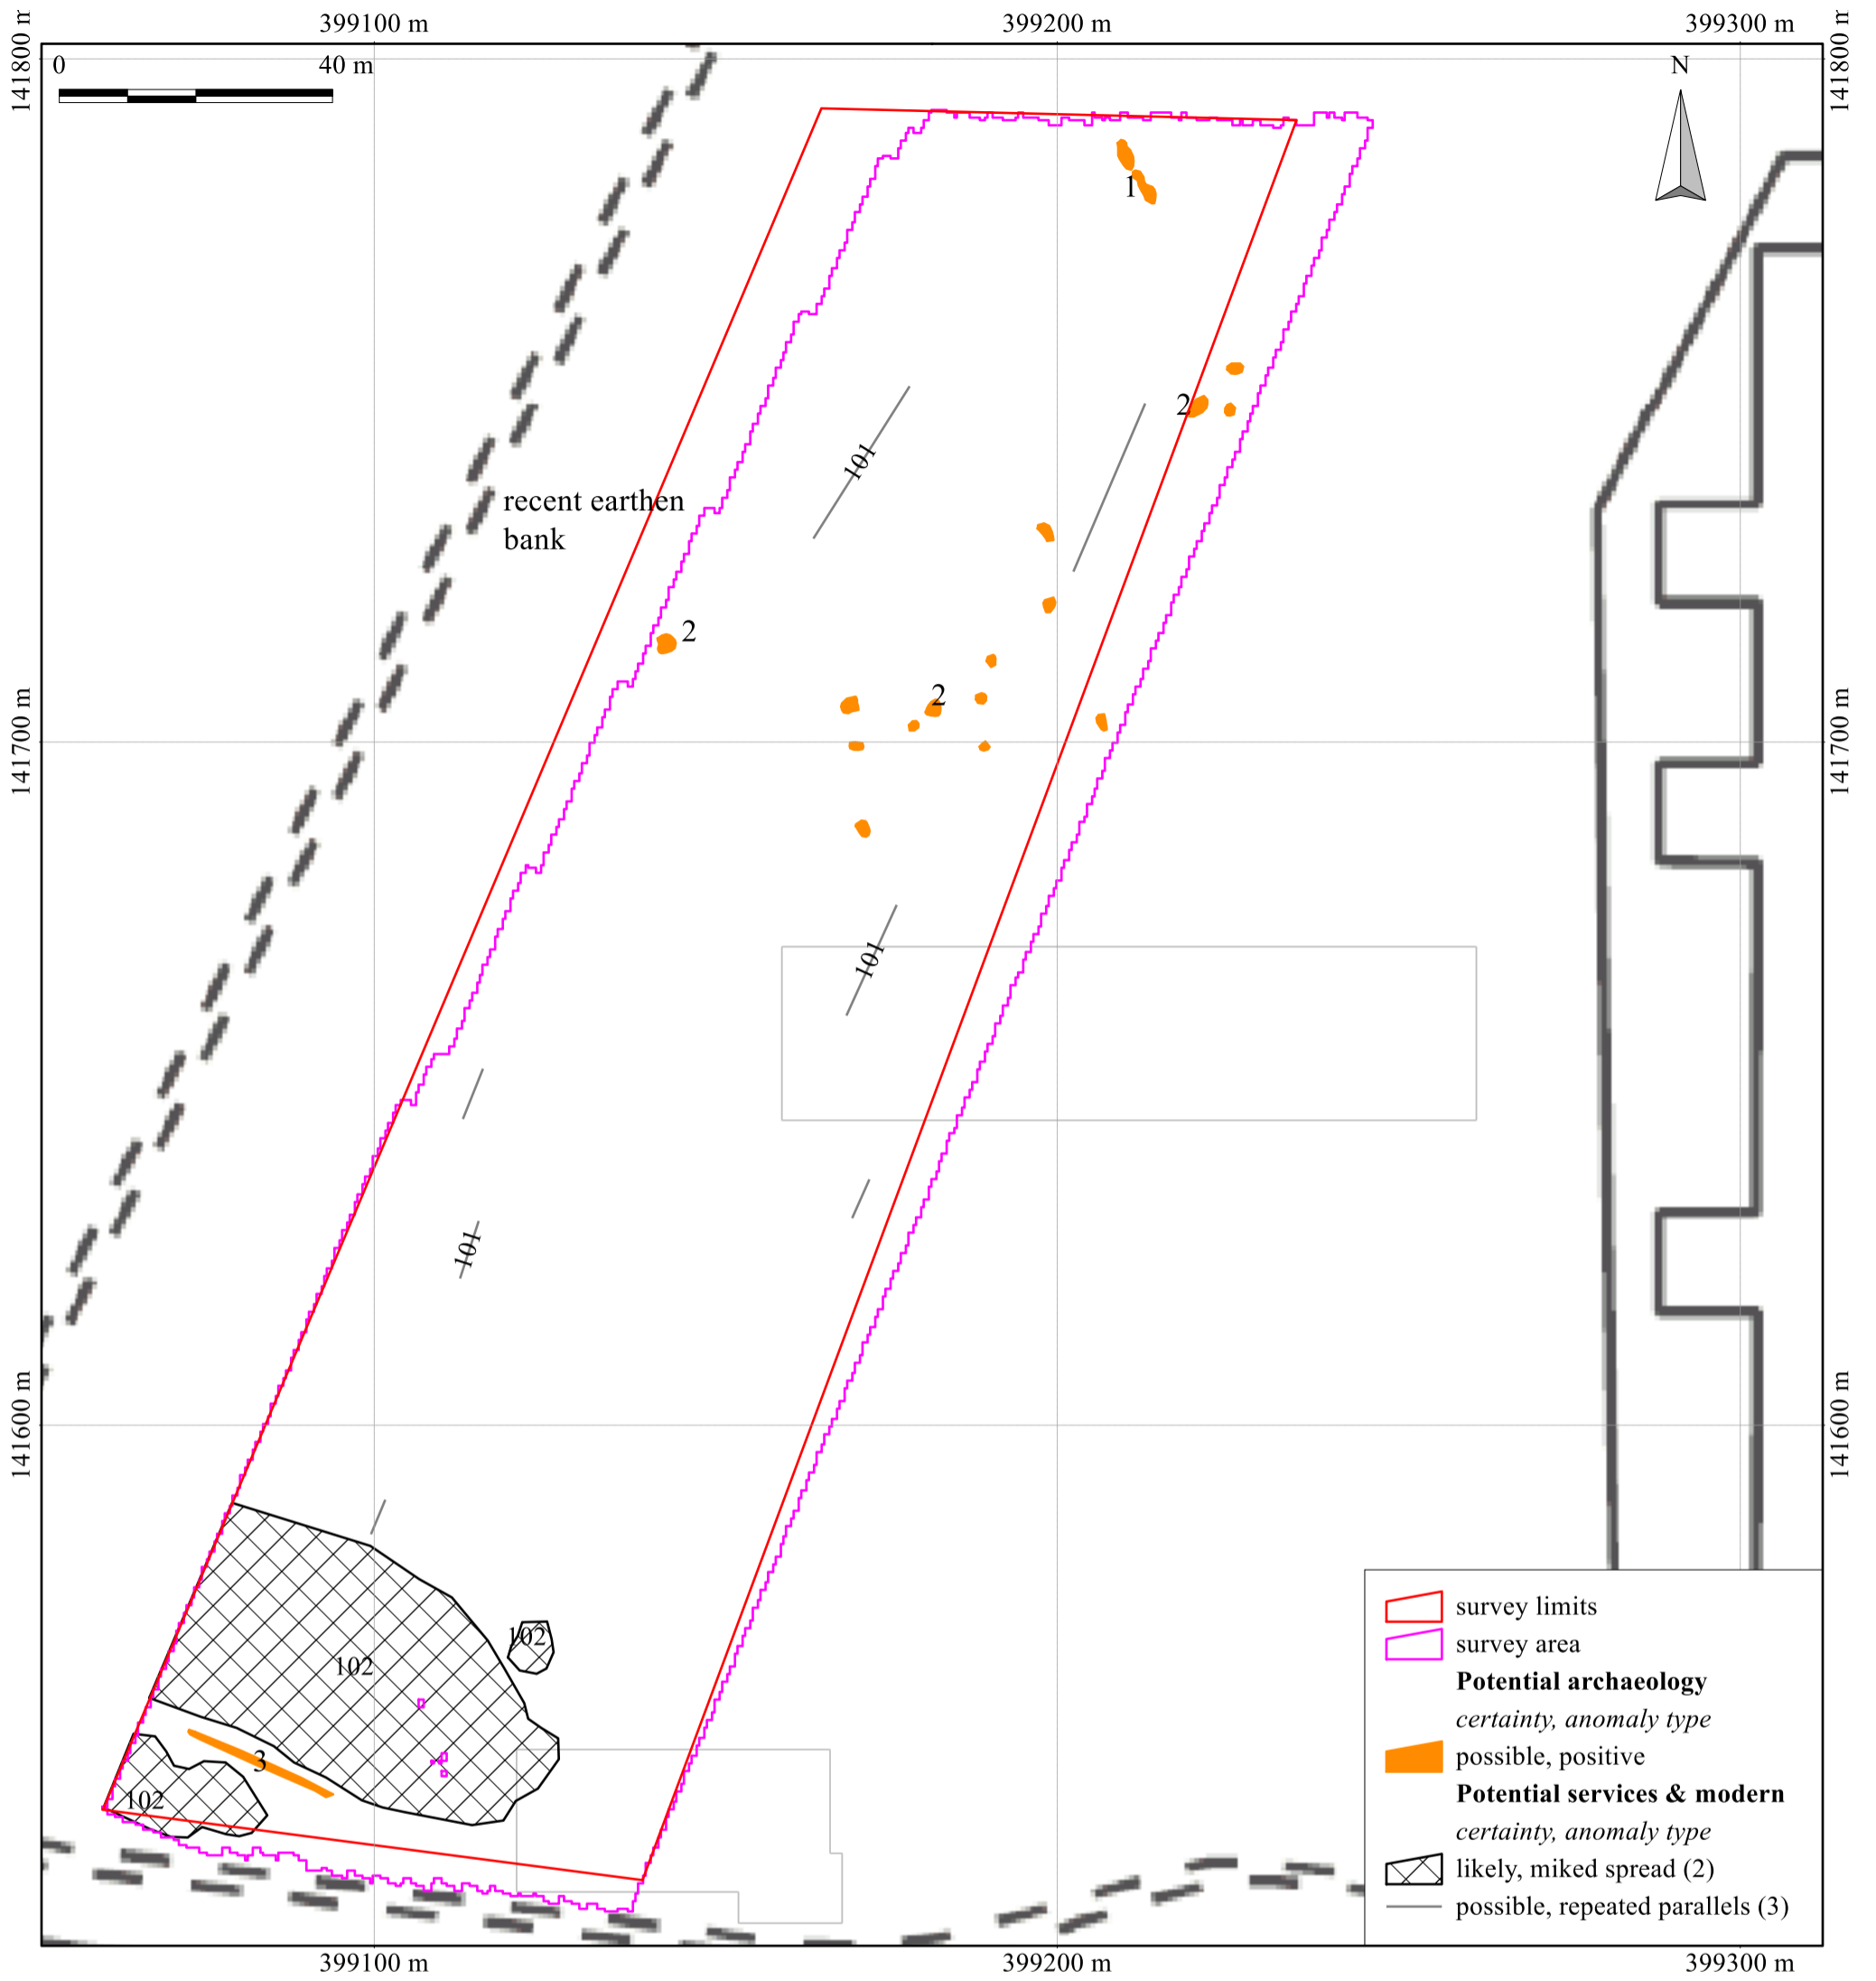 399100 m
399200 m
399300 m
141800 m
0
40 m
N
141800 m
1
2
101
recent earthen
bank
2
2
141700 m
141700 m
101
101
141600 m
141600 m
102
102
3
102
survey limits
survey area
Potential archaeology
certainty, anomaly type
possible, positive
Potential services & modern
certainty, anomaly type
likely, miked spread (2)
possible, repeated parallels (3)
399100 m
399200 m
399300 m